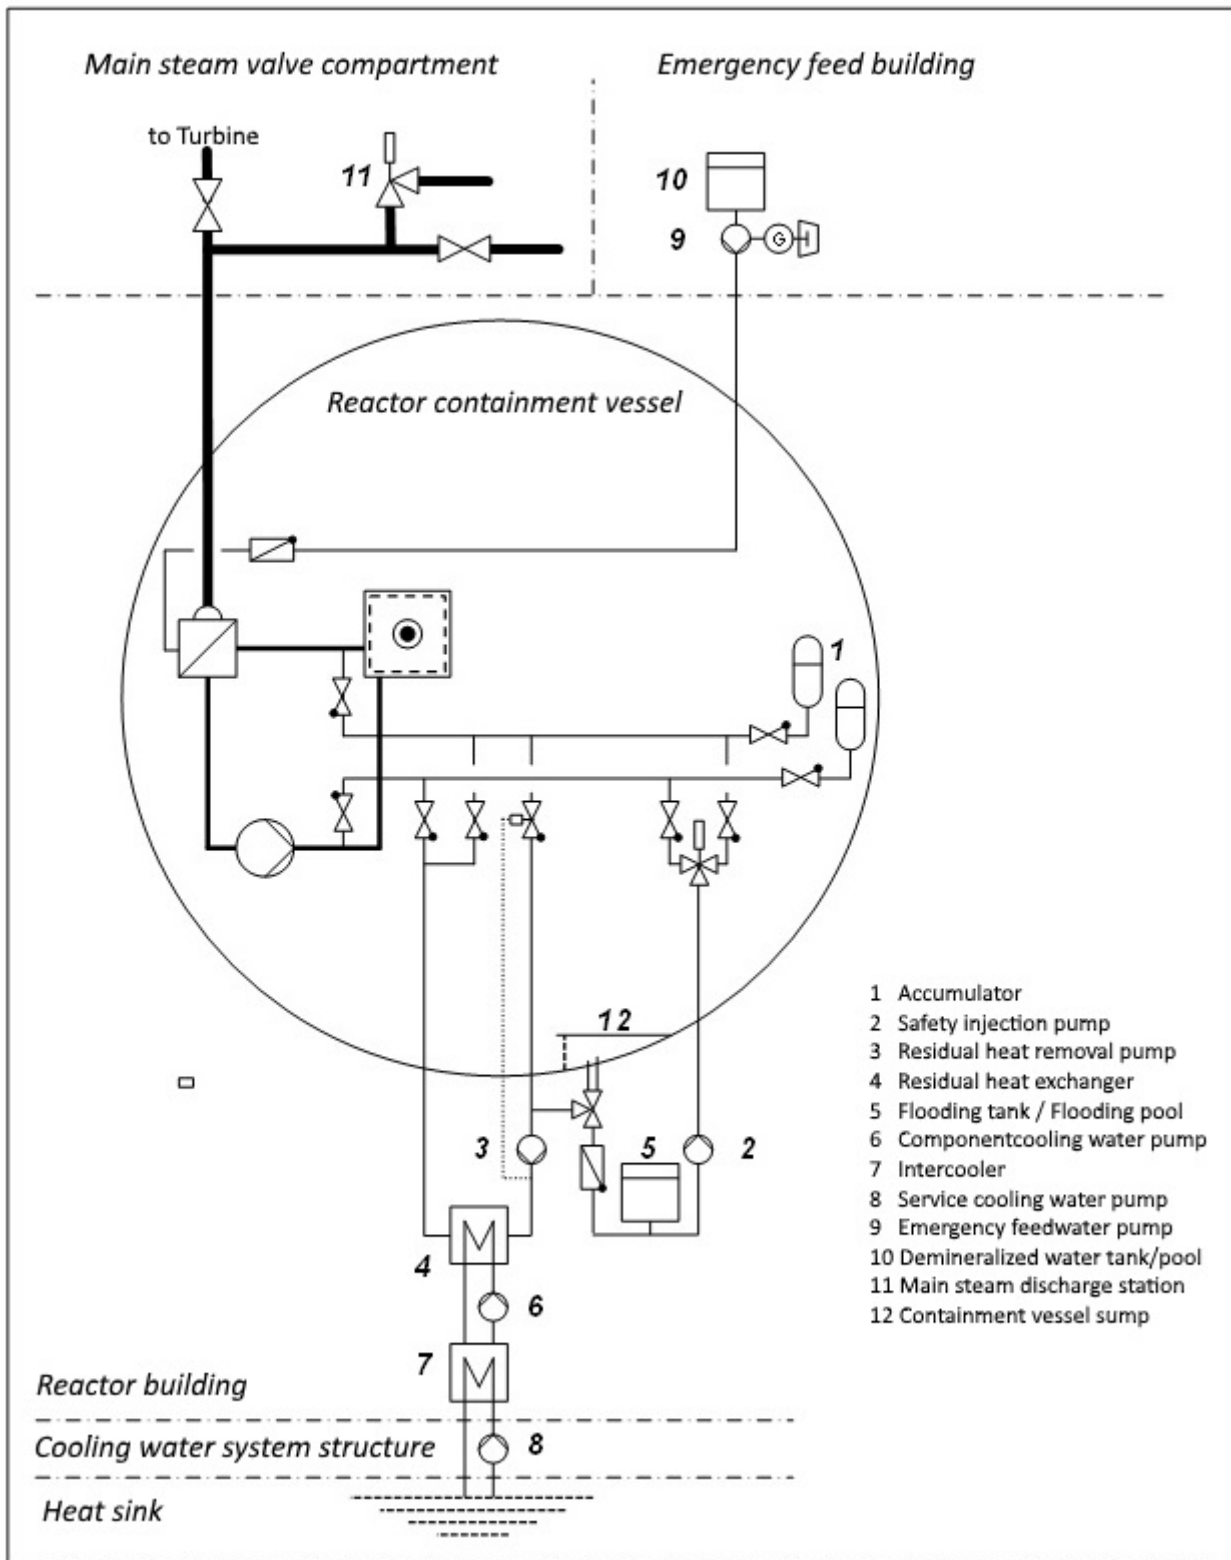 Main steam valve compartment
Emergency feed building
to Turbine
11
10
9
G
Reactor containment vessel
1
12
3
5
2
4
6
7
8
1 Accumulator
2 Safety injection pump
3 Residual heat removal pump
4 Residual heat exchanger
5 Flooding tank / Flooding pool
6 Componentcooling water pump
7 Intercooler
8 Service cooling water pump
9 Emergency feedwater pump
10 Demineralized water tank/pool
11 Main steam discharge station
12 Containment vessel sump
Reactor building
Cooling water system structure
Heat sink